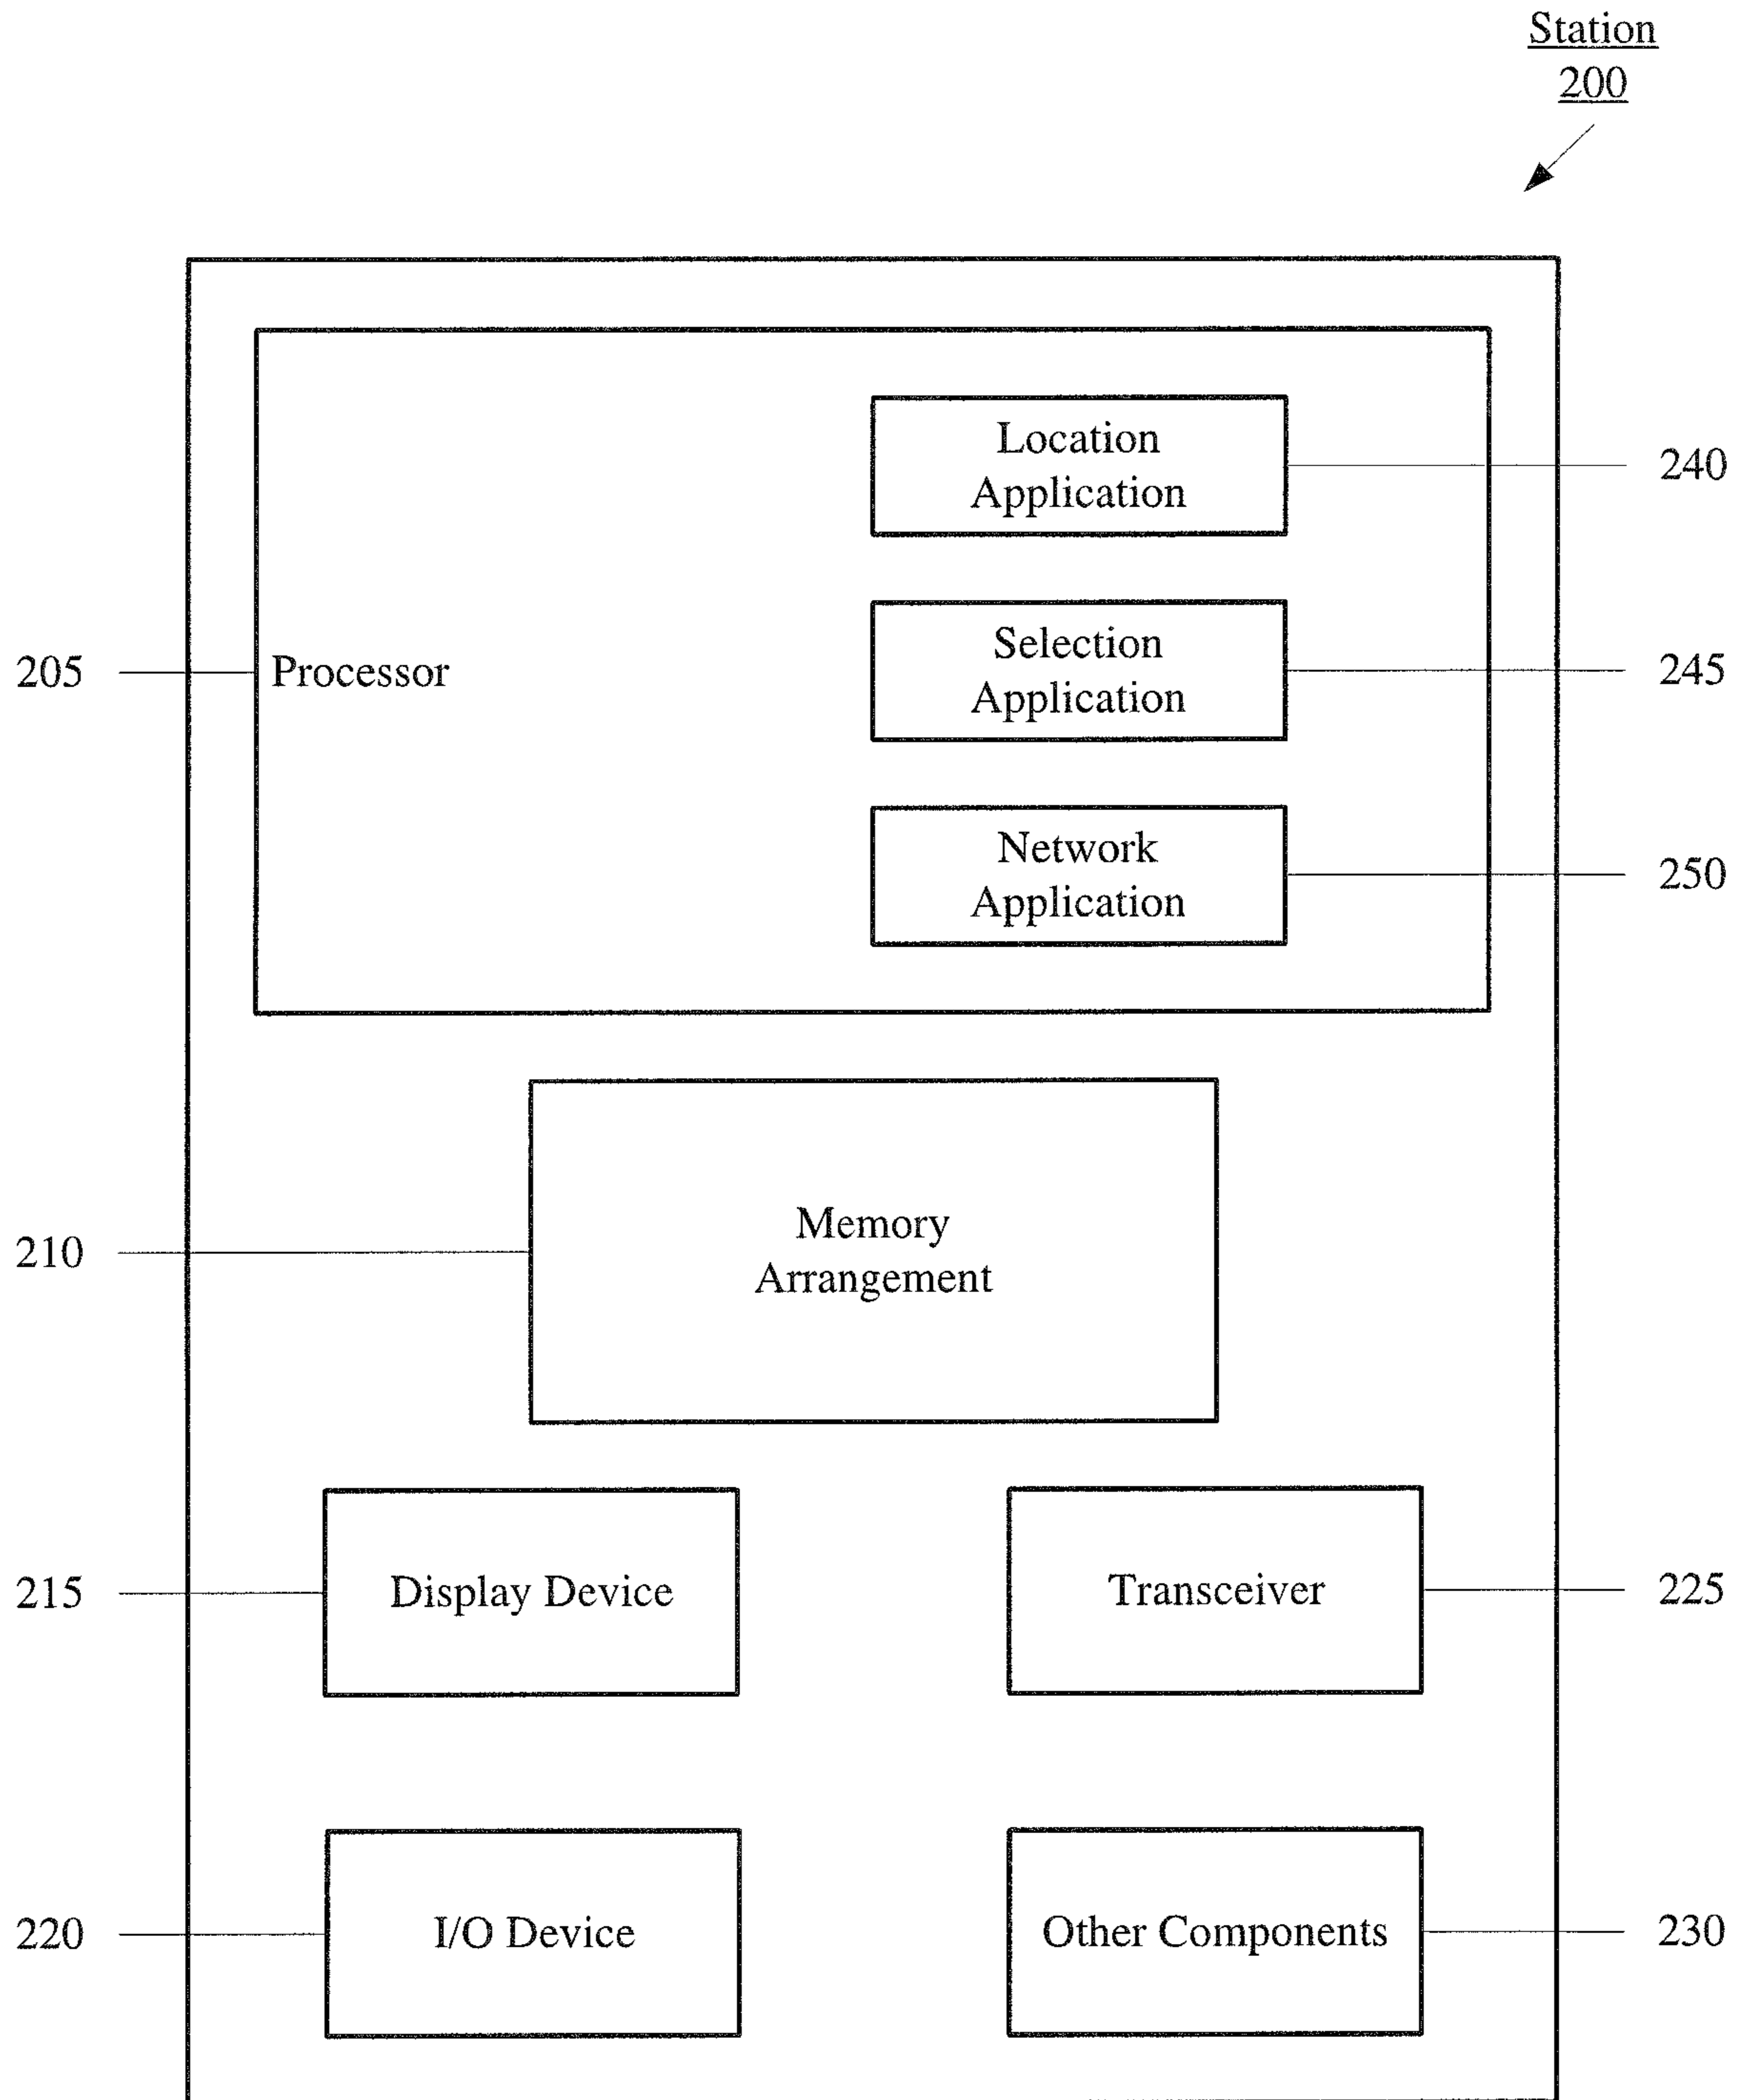 Station
200
Location
Application
240
Selection
Application
245
205
Processor
Network
Application
250
Memory
Arrangement
210
215
Display Device
Transceiver
225
220
I/O Device
Other Components
230